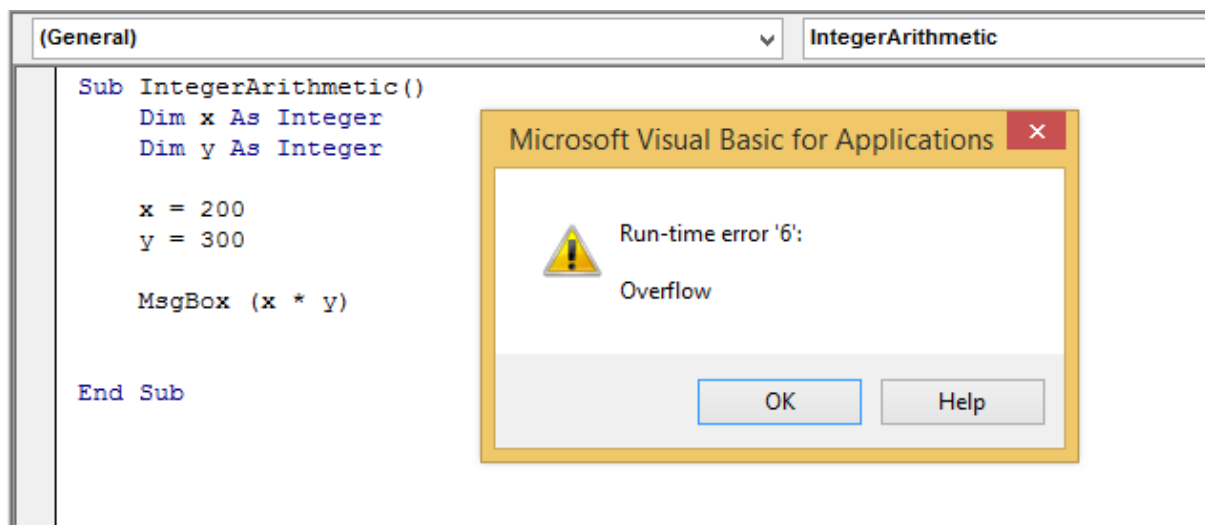 (General) IntegerArithmetic
Sub IntegerArithmetic()
Dim x As Integer
Dim y As Integer
x = 200
y = 300
MsgBox (x * y)
End Sub
Microsoft Visual Basic for Applications
Run-time error '6':
Overflow
OK Help